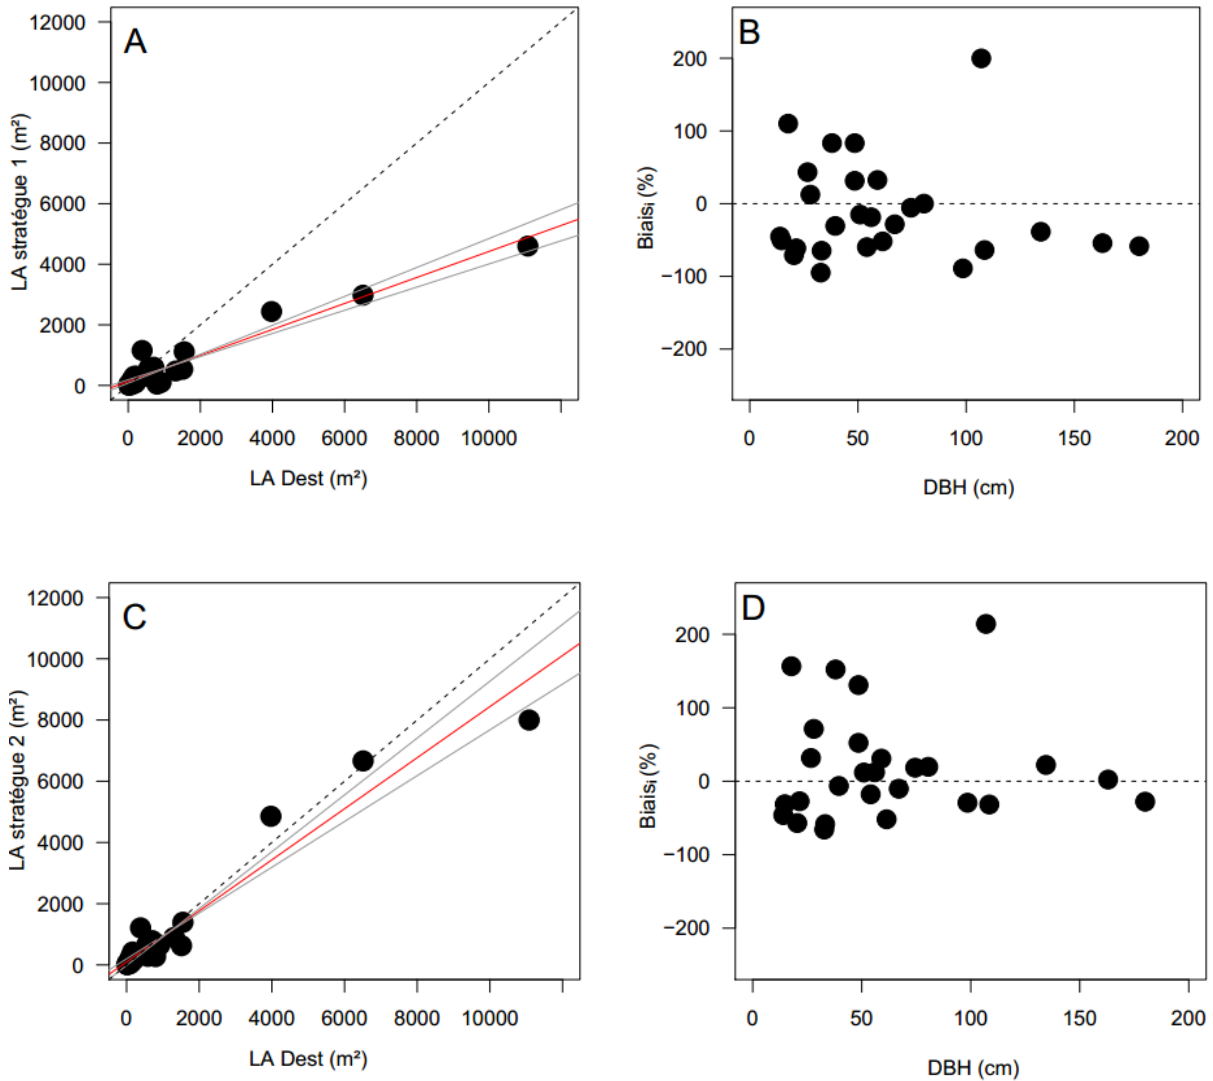 A
LA stratégue 1 (m²)
12000
10000
8000
6000
4000
2000
0
0 2000 4000 6000 8000 10000
LA Dest (m²)
B
Biaisᵢ (%)
200
100
0
−100
−200
0 50 100 150 200
DBH (cm)
C
LA stratégue 2 (m²)
12000
10000
8000
6000
4000
2000
0
0 2000 4000 6000 8000 10000
LA Dest (m²)
D
Biaisᵢ (%)
200
100
0
−100
−200
0 50 100 150 200
DBH (cm)